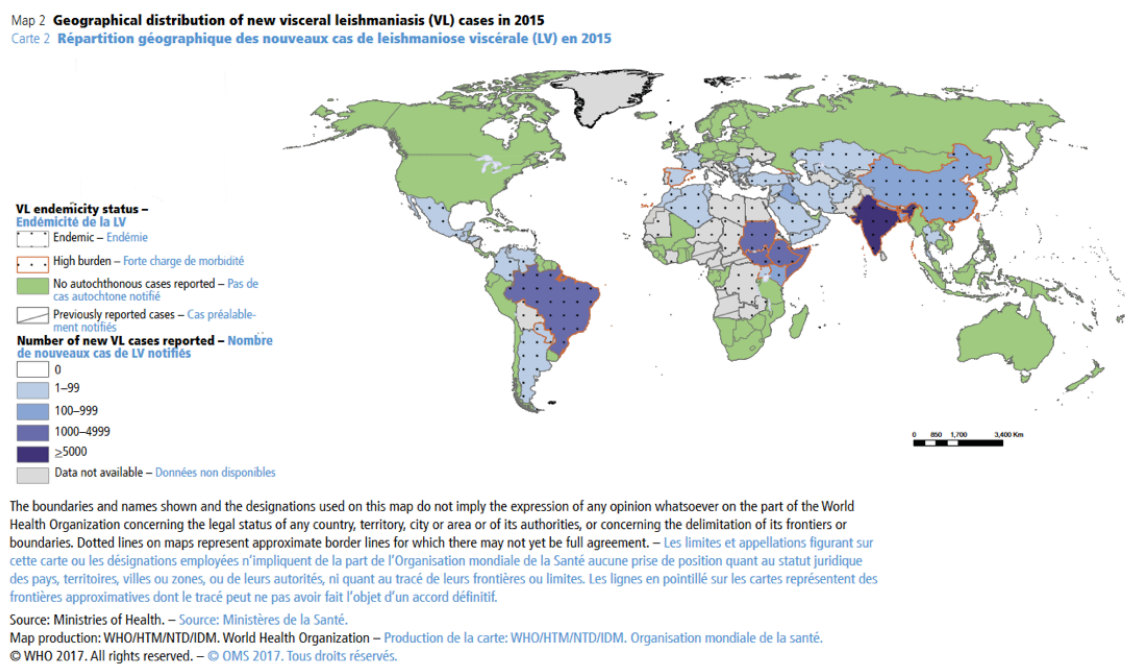 Map 2 Geographical distribution of new visceral leishmaniasis (VL) cases in 2015
Carte 2 Répartition géographique des nouveaux cas de leishmaniose viscérale (LV) en 2015
VL endemicity status –
Endémicité de la LV
Endemic – Endémie
High burden – Forte charge de morbidité
No autochthonous cases reported – Pas de
cas autochtone notifié
Previously reported cases – Cas préalable-
ment notifiés
Number of new VL cases reported – Nombre
de nouveaux cas de LV notifiés
0
1–99
100–999
1000–4999
≥5000
Data not available – Données non disponibles
0 850 1,700 3,400 Km
The boundaries and names shown and the designations used on this map do not imply the expression of any opinion whatsoever on the part of the World
Health Organization concerning the legal status of any country, territory, city or area or of its authorities, or concerning the delimitation of its frontiers or
boundaries. Dotted lines on maps represent approximate border lines for which there may not yet be full agreement. – Les limites et appellations figurant sur
cette carte ou les désignations employées n'impliquent de la part de l'Organisation mondiale de la Santé aucune prise de position quant au statut juridique
des pays, territoires, villes ou zones, ou de leurs autorités, ni quant au tracé de leurs frontières ou limites. Les lignes en pointillé sur les cartes représentent des
frontières approximatives dont le tracé peut ne pas avoir fait l'objet d'un accord définitif.
Source: Ministries of Health. – Source: Ministères de la Santé.
Map production: WHO/HTM/NTD/IDM. World Health Organization – Production de la carte: WHO/HTM/NTD/IDM. Organisation mondiale de la santé.
© WHO 2017. All rights reserved. – © OMS 2017. Tous droits réservés.